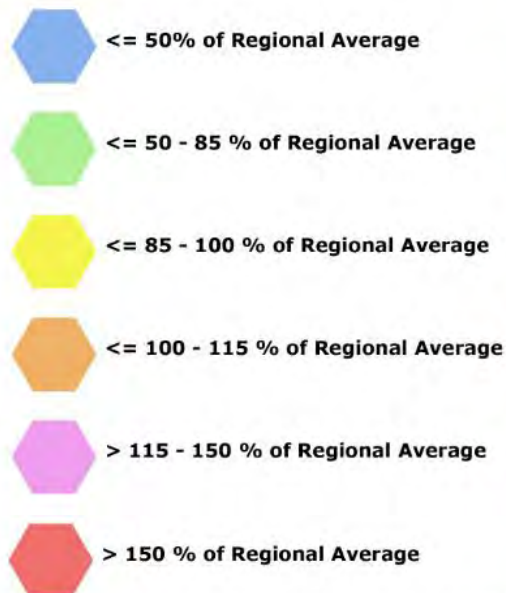 <= 50% of Regional Average
<= 50 - 85 % of Regional Average
<= 85 - 100 % of Regional Average
<= 100 - 115 % of Regional Average
> 115 - 150 % of Regional Average
> 150 % of Regional Average